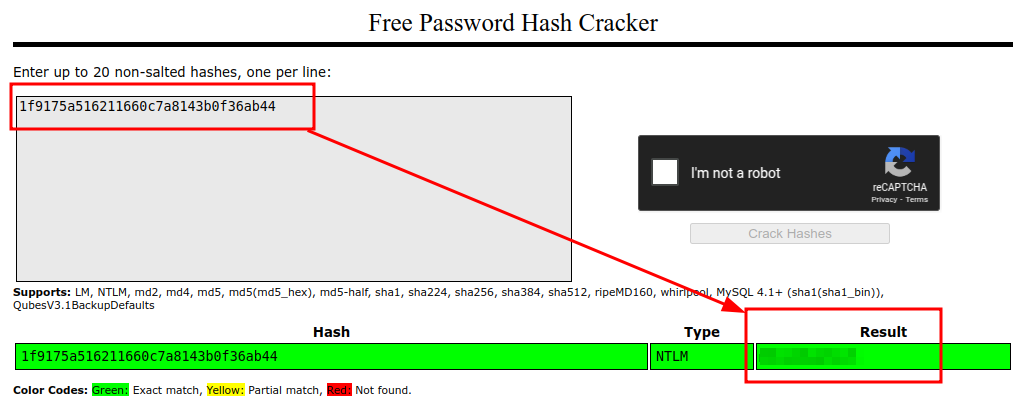 Free Password Hash Cracker
Enter up to 20 non-salted hashes, one per line:
1f9175a516211660c7a8143b0f36ab44
I'm not a robot
reCAPTCHA
Privacy - Terms
Crack Hashes
Supports: LM, NTLM, md2, md4, md5, md5(md5_hex), md5-half, sha1, sha224, sha256, sha384, sha512, ripeMD160, whirlpool, MySQL 4.1+ (sha1(sha1_bin)),
QubesV3.1BackupDefaults
Hash Type Result
1f9175a516211660c7a8143b0f36ab44 NTLM
Color Codes: Green: Exact match, Yellow: Partial match, Red: Not found.